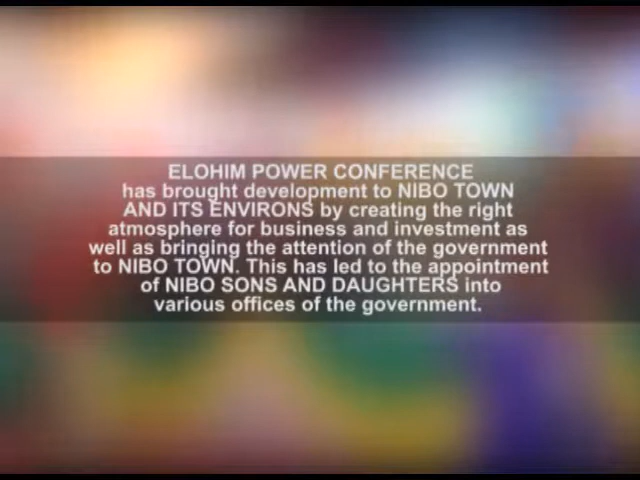 ELOHIM POWER CONFERENCE
has brought development to NIBO TOWN
AND ITS ENVIRONS by creating the right
atmosphere for business and investment as
well as bringing the attention of the government
to NIBO TOWN. This has led to the appointment
of NIBO SONS AND DAUGHTERS into
various offices of the government.